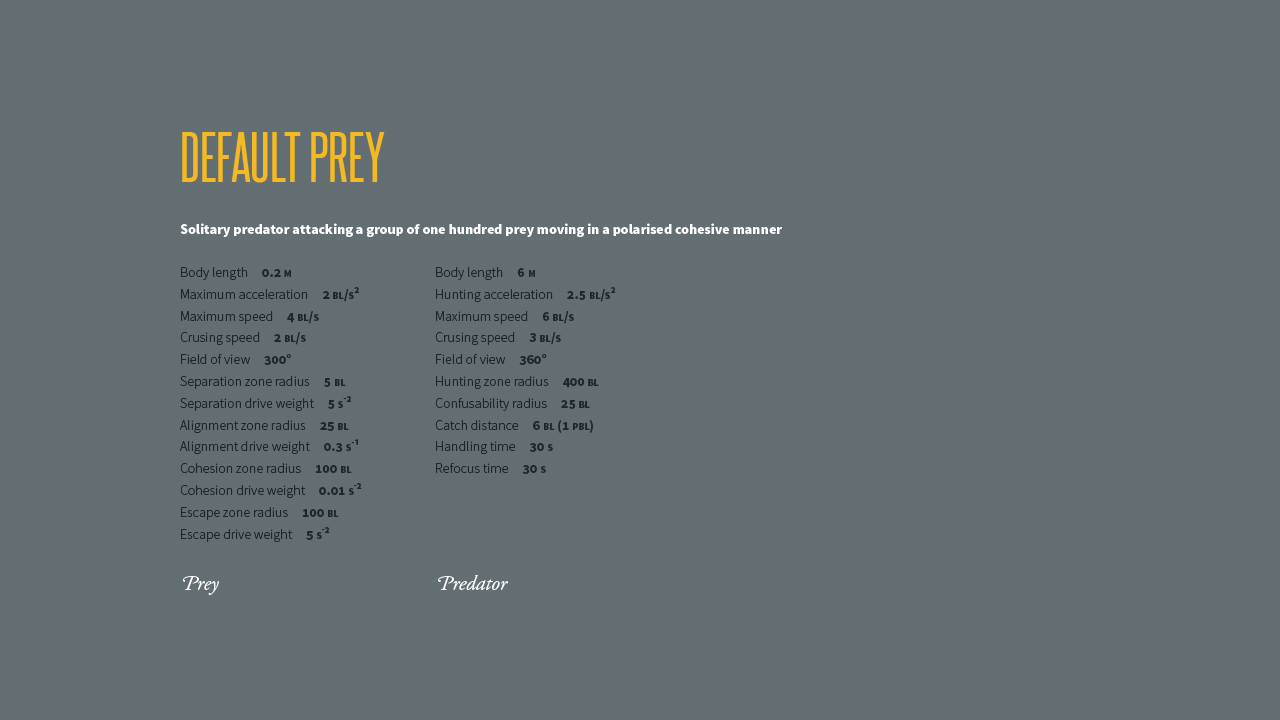 DEFAULT PREY
Solitary predator attacking a group of one hundred prey moving in a polarised cohesive manner
Body length 0.2 M
Maximum acceleration 2 BL/S²
Maximum speed 4 BL/S
Crusing speed 2 BL/S
Field of view 300°
Separation zone radius 5 BL
Separation drive weight 5 S⁻²
Alignment zone radius 25 BL
Alignment drive weight 0.3 S⁻¹
Cohesion zone radius 100 BL
Cohesion drive weight 0.01 S⁻²
Escape zone radius 100 BL
Escape drive weight 5 S⁻²
Prey
Body length 6 M
Hunting acceleration 2.5 BL/S²
Maximum speed 6 BL/S
Crusing speed 3 BL/S
Field of view 360°
Hunting zone radius 400 BL
Confusability radius 25 BL
Catch distance 6 BL (1 PBL)
Handling time 30 S
Refocus time 30 S
Predator